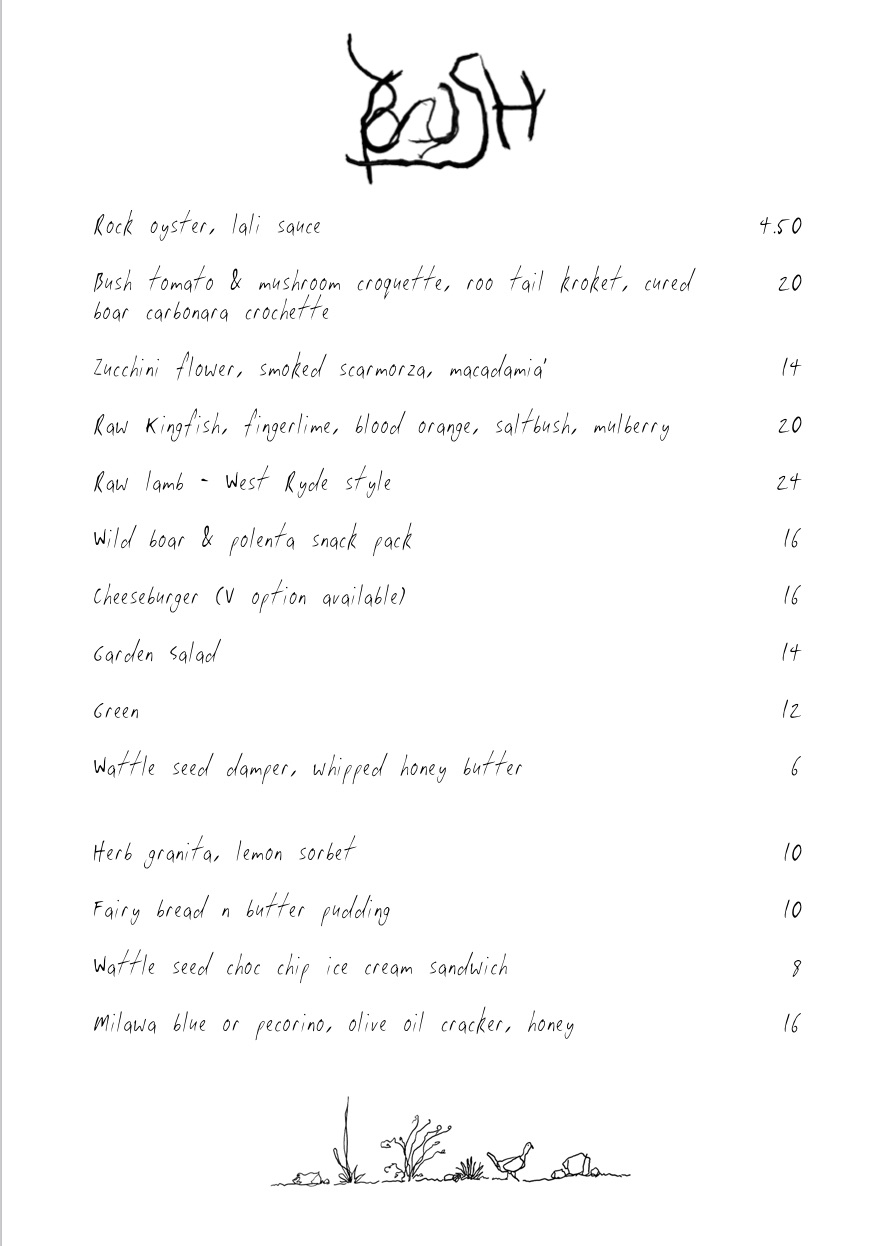 BUSH
Rock oyster, lali sauce 4.50
Bush tomato & mushroom croquette, roo tail kroket, cured 20
boar carbonara crochette
Zucchini flower, smoked scarmorza, macadamia' 14
Raw Kingfish, fingerlime, blood orange, saltbush, mulberry 20
Raw lamb - West Ryde style 24
Wild boar & polenta snack pack 16
Cheeseburger (V option available) 16
Garden Salad 14
Green 12
Wattle seed damper, whipped honey butter 6
Herb granita, lemon sorbet 10
Fairy bread n butter pudding 10
Wattle seed choc chip ice cream sandwich 8
Milawa blue or pecorino, olive oil cracker, honey 16